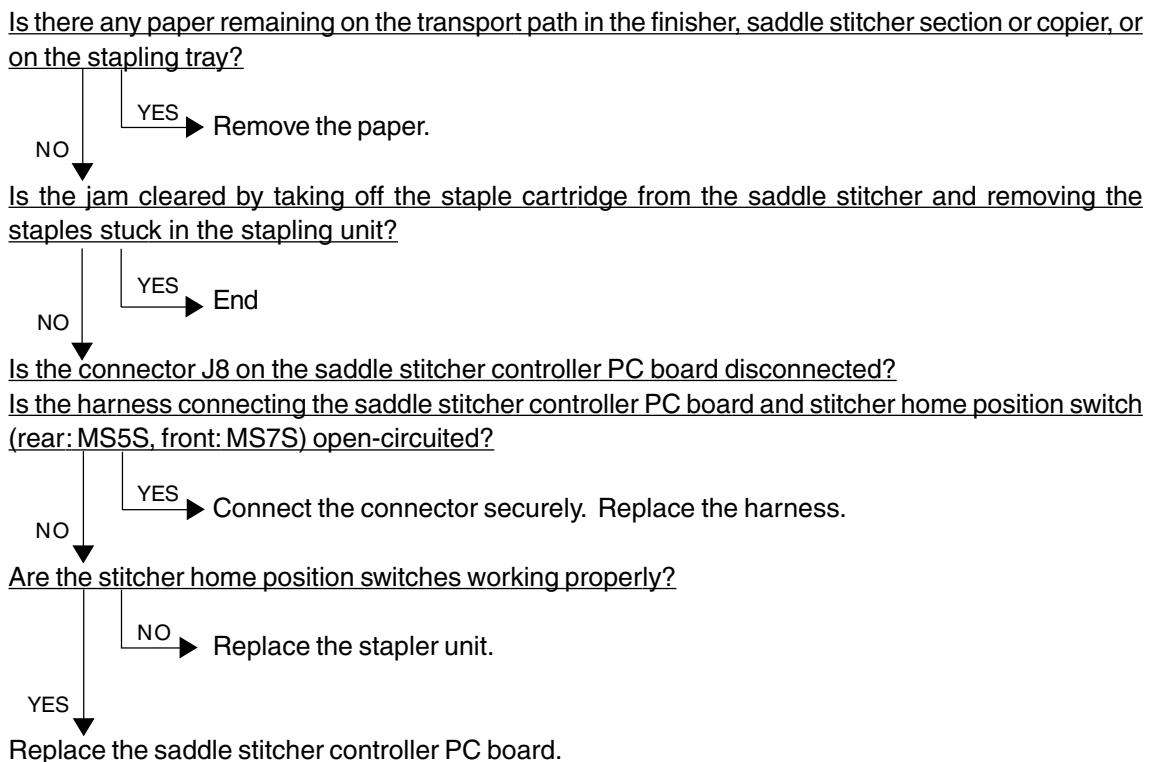 Is there any paper remaining on the transport path in the finisher, saddle stitcher section or copier, or
on the stapling tray?
YES
Remove the paper.
NO
Is the jam cleared by taking off the staple cartridge from the saddle stitcher and removing the
staples stuck in the stapling unit?
YES
End
NO
Is the connector J8 on the saddle stitcher controller PC board disconnected?
Is the harness connecting the saddle stitcher controller PC board and stitcher home position switch
(rear: MS5S, front: MS7S) open-circuited?
YES
Connect the connector securely. Replace the harness.
NO
Are the stitcher home position switches working properly?
NO
Replace the stapler unit.
YES
Replace the saddle stitcher controller PC board.